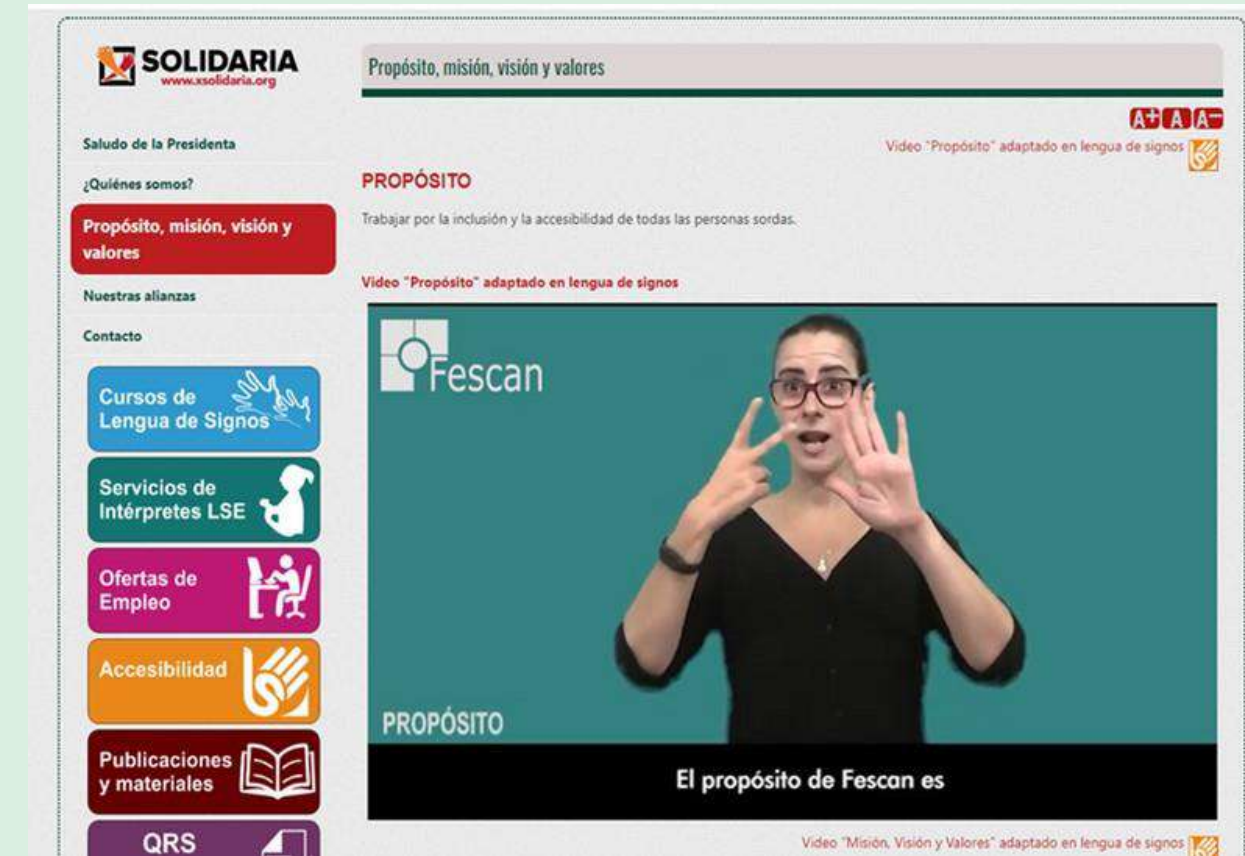 SOLIDARIA
www.xsolidaria.org
Saludo de la Presidenta
¿Quiénes somos?
Propósito, misión, visión y
valores
Nuestras alianzas
Contacto
Cursos de
Lengua de Signos
Servicios de
Intérpretes LSE
Ofertas de
Empleo
Accesibilidad
Publicaciones
y materiales
QRS
Propósito, misión, visión y valores
A+ A A-
Video "Propósito" adaptado en lengua de signos
PROPÓSITO
Trabajar por la inclusión y la accesibilidad de todas las personas sordas.
Video "Propósito" adaptado en lengua de signos
Fescan
PROPÓSITO
El propósito de Fescan es
Video "Misión, Visión y Valores" adaptado en lengua de signos